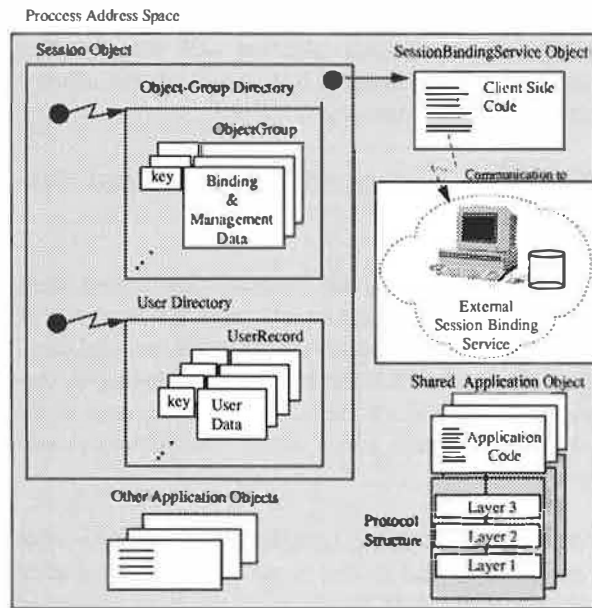 Proccess Address Space
Session Object
SessionBindingService Object
Object-Group Directory
Client Side
Code
ObjectGroup
key
Binding
&
Management
Data
Communication to
External
Session Binding
Service
User Directory
UserRecord
key
User
Data
Shared Application Object
Application
Code
Other Application Objects
Protocol
Structure
Layer 3
Layer 2
Layer 1